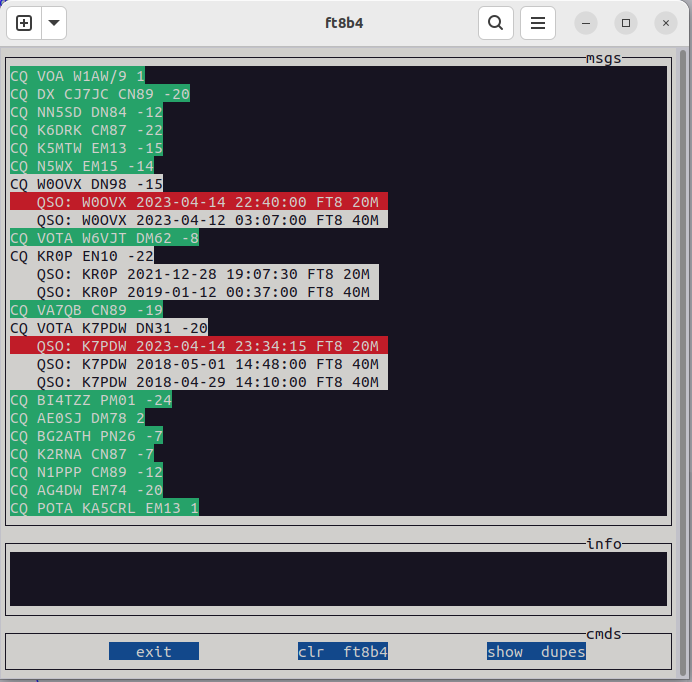 ft8b4
msgs
CQ VOA W1AW/9 1
CQ DX CJ7JC CN89 -20
CQ NN5SD DN84 -12
CQ K6DRK CM87 -22
CQ K5MTW EM13 -15
CQ N5WX EM15 -14
CQ W0OVX DN98 -15
QSO: W0OVX 2023-04-14 22:40:00 FT8 20M
QSO: W0OVX 2023-04-12 03:07:00 FT8 40M
CQ VOTA W6VJT DM62 -8
CQ KR0P EN10 -22
QSO: KR0P 2021-12-28 19:07:30 FT8 20M
QSO: KR0P 2019-01-12 00:37:00 FT8 40M
CQ VA7QB CN89 -19
CQ VOTA K7PDW DN31 -20
QSO: K7PDW 2023-04-14 23:34:15 FT8 20M
QSO: K7PDW 2018-05-01 14:48:00 FT8 40M
QSO: K7PDW 2018-04-29 14:10:00 FT8 40M
CQ BI4TZZ PM01 -24
CQ AE0SJ DM78 2
CQ BG2ATH PN26 -7
CQ K2RNA CN87 -7
CQ N1PPP CM89 -12
CQ AG4DW EM74 -20
CQ POTA KA5CRL EM13 1
info
cmds
exit
clr ft8b4
show dupes